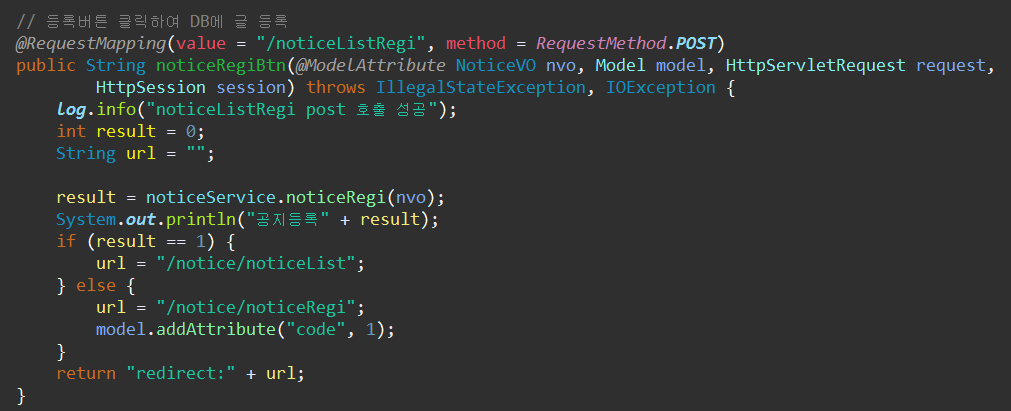 // 등록버튼 클릭하여 DB에 글 등록
@RequestMapping(value = "/noticeListRegi", method = RequestMethod.POST)
public String noticeRegiBtn(@ModelAttribute NoticeVO nvo, Model model, HttpServletRequest request,
        HttpSession session) throws IllegalStateException, IOException {
    log.info("noticeListRegi post 호출 성공");
    int result = 0;
    String url = "";

    result = noticeService.noticeRegi(nvo);
    System.out.println("공지등록" + result);
    if (result == 1) {
        url = "/notice/noticeList";
    } else {
        url = "/notice/noticeRegi";
        model.addAttribute("code", 1);
    }
    return "redirect:" + url;
}